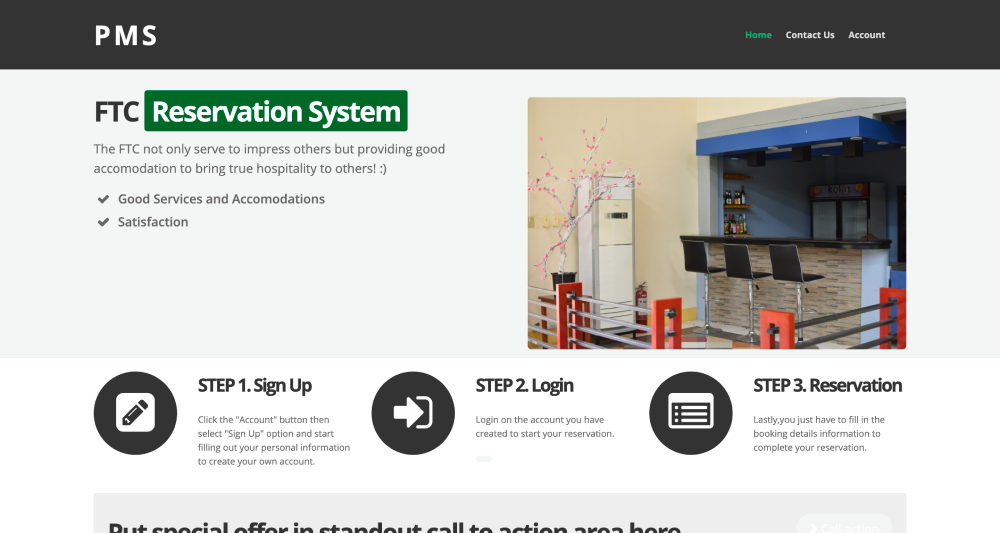 PMS
Home Contact Us Account
FTC Reservation System
The FTC not only serve to impress others but providing good
accomodation to bring true hospitality to others! :)
Good Services and Accomodations
Satisfaction
STEP 1. Sign Up
Click the "Account" button then
select "Sign Up" option and start
filling out your personal information
to create your own account.
STEP 2. Login
Login on the account you have
created to start your reservation.
STEP 3. Reservation
Lastly,you just have to fill in the
booking details information to
complete your reservation.
Put special offer in standout call to action area here
Call action